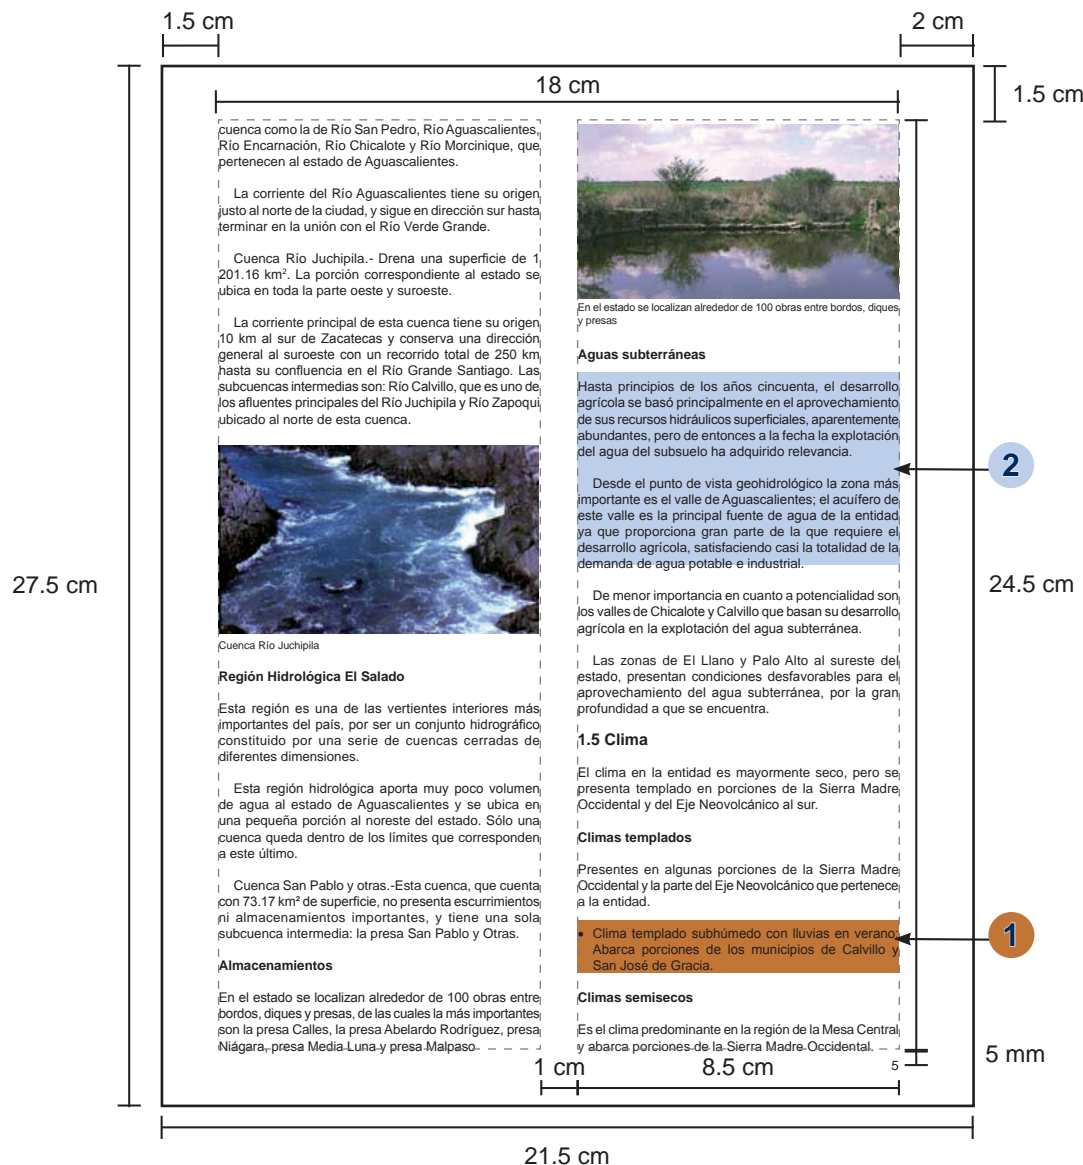 1.5 cm
2 cm
18 cm
1.5 cm
cuenca como la de Río San Pedro, Río Aguascalientes,
Río Encarnación, Río Chicalote y Río Morcinique, que
pertenecen al estado de Aguascalientes.
La corriente del Río Aguascalientes tiene su origen
justo al norte de la ciudad, y sigue en dirección sur hasta
terminar en la unión con el Río Verde Grande.
Cuenca Río Juchipila.- Drena una superficie de 1
201.16 km². La porción correspondiente al estado se
ubica en toda la parte oeste y suroeste.
La corriente principal de esta cuenca tiene su origen
10 km al sur de Zacatecas y conserva una dirección
general al suroeste con un recorrido total de 250 km
hasta su confluencia en el Río Grande Santiago. Las
subcuencas intermedias son: Río Calvillo, que es uno de
los afluentes principales del Río Juchipila y Río Zapoqui
ubicado al norte de esta cuenca.
Cuenca Río Juchipila
Región Hidrológica El Salado
Esta región es una de las vertientes interiores más
importantes del país, por ser un conjunto hidrográfico
constituido por una serie de cuencas cerradas de
diferentes dimensiones.
Esta región hidrológica aporta muy poco volumen
de agua al estado de Aguascalientes y se ubica en
una pequeña porción al noreste del estado. Sólo una
cuenca queda dentro de los límites que corresponden
a este último.
Cuenca San Pablo y otras.-Esta cuenca, que cuenta
con 73.17 km² de superficie, no presenta escurrimientos
ni almacenamientos importantes, y tiene una sola
subcuenca intermedia: la presa San Pablo y Otras.
Almacenamientos
En el estado se localizan alrededor de 100 obras entre
bordos, diques y presas, de las cuales la más importantes
son la presa Calles, la presa Abelardo Rodríguez, presa
Niágara, presa Media Luna y presa Malpaso
En el estado se localizan alrededor de 100 obras entre bordos, diques
y presas
Aguas subterráneas
Hasta principios de los años cincuenta, el desarrollo
agrícola se basó principalmente en el aprovechamiento
de sus recursos hidráulicos superficiales, aparentemente
abundantes, pero de entonces a la fecha la explotación
del agua del subsuelo ha adquirido relevancia.
Desde el punto de vista geohidrológico la zona más
importante es el valle de Aguascalientes; el acuífero de
este valle es la principal fuente de agua de la entidad
ya que proporciona gran parte de la que requiere el
desarrollo agrícola, satisfaciendo casi la totalidad de la
demanda de agua potable e industrial.
De menor importancia en cuanto a potencialidad son
los valles de Chicalote y Calvillo que basan su desarrollo
agrícola en la explotación del agua subterránea.
Las zonas de El Llano y Palo Alto al sureste del
estado, presentan condiciones desfavorables para el
aprovechamiento del agua subterránea, por la gran
profundidad a que se encuentra.
1.5 Clima
El clima en la entidad es mayormente seco, pero se
presenta templado en porciones de la Sierra Madre
Occidental y del Eje Neovolcánico al sur.
Climas templados
Presentes en algunas porciones de la Sierra Madre
Occidental y la parte del Eje Neovolcánico que pertenece
a la entidad.
• Clima templado subhúmedo con lluvias en verano.
Abarca porciones de los municipios de Calvillo y
San José de Gracia.
Climas semisecos
Es el clima predominante en la región de la Mesa Central
y abarca porciones de la Sierra Madre Occidental.
5
2
1
27.5 cm
24.5 cm
5 mm
1 cm
8.5 cm
21.5 cm